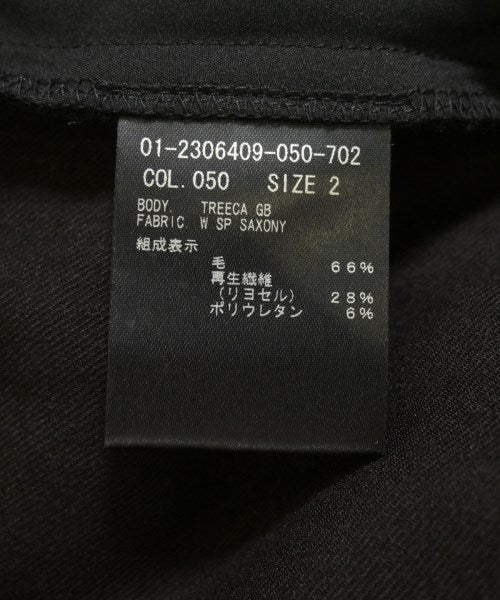 01-2306409-050-702
COL. 050 SIZE 2
BODY. TREECA GB
FABRIC W SP SAXONY
組成表示
毛 66%
再生繊維
(リヨセル) 28%
ポリウレタン 6%